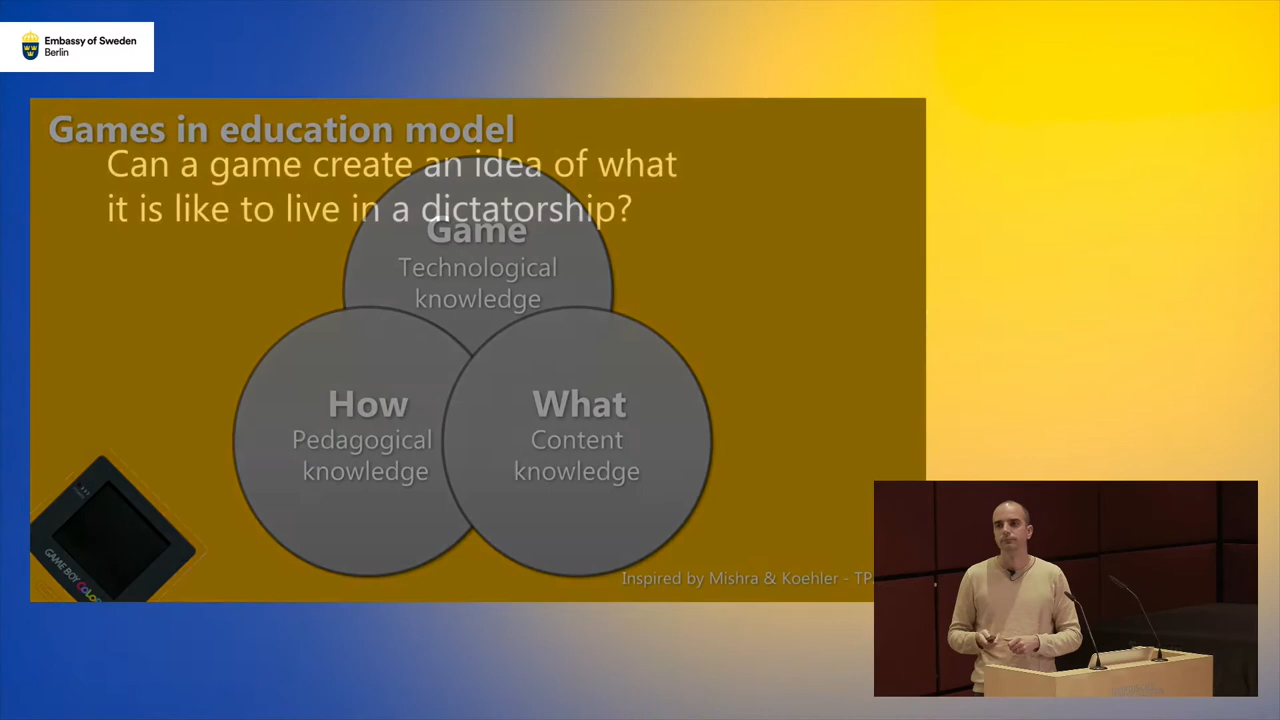 Embassy of Sweden
Berlin
Games in education model
Can a game create an idea of what
it is like to live in a dictatorship?
Game
Technological
knowledge
How
Pedagogical
knowledge
What
Content
knowledge
GAME BOY COLOR
Inspired by Mishra & Koehler -